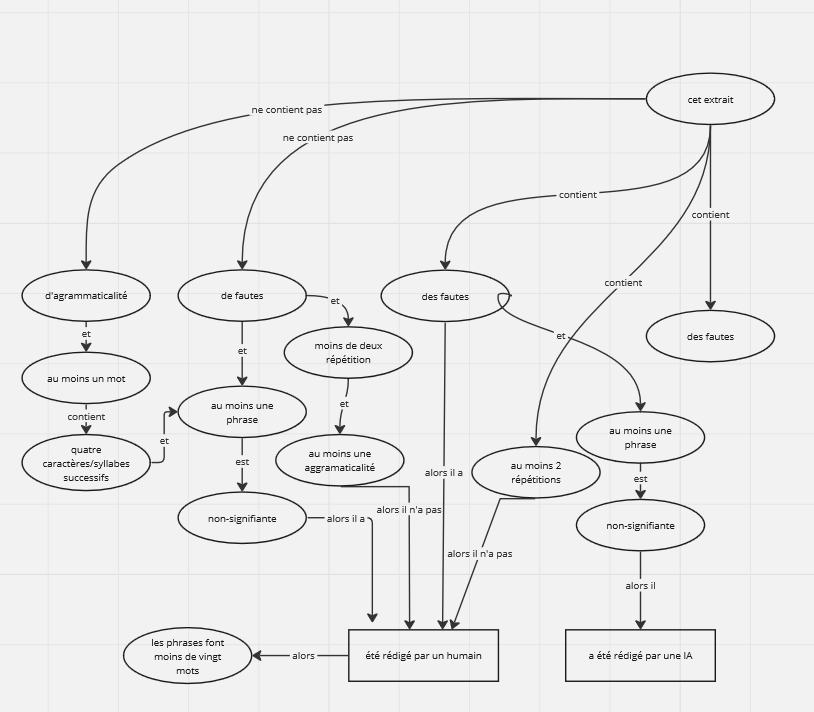 cet extrait
ne contient pas
ne contient pas
contient
contient
contient
d'agrammaticalité
de fautes
et
des fautes
et
moins de deux
répétition
et
et
des fautes
au moins un mot
contient
quatre
caractères/syllabes
successifs
et
au moins une
phrase
et
au moins une
aggramaticalité
est
non-signifiante
alors il a
alors il n'a pas
alors il a
au moins 2
répétitions
alors il n'a pas
au moins une
phrase
est
non-signifiante
alors il
les phrases font
moins de vingt
mots
alors
été rédigé par un humain
a été rédigé par une IA